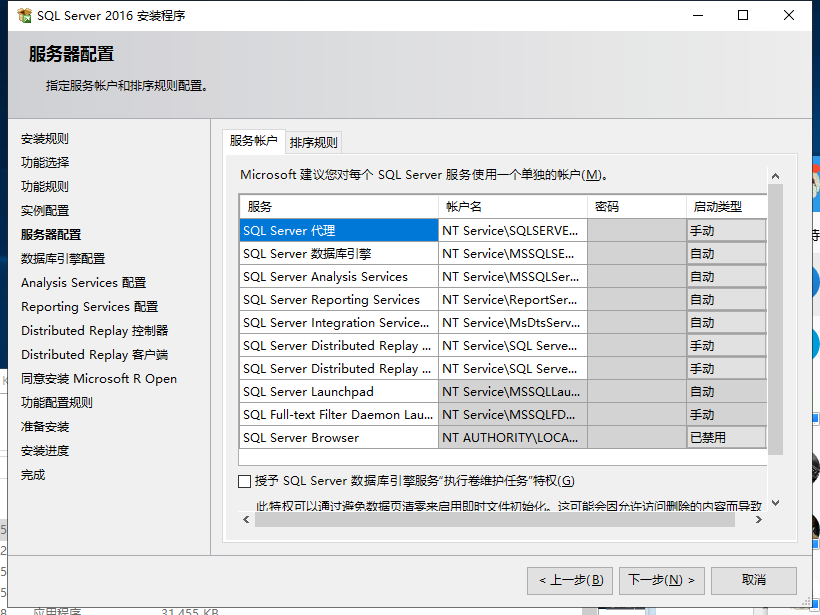 SQL Server 2016 安装程序
服务器配置
指定服务帐户和排序规则配置。
安装规则
功能选择
功能规则
实例配置
服务器配置
数据库引擎配置
Analysis Services 配置
Reporting Services 配置
Distributed Replay 控制器
Distributed Replay 客户端
同意安装 Microsoft R Open
功能配置规则
准备安装
安装进度
完成
服务帐户 排序规则
Microsoft 建议您对每个 SQL Server 服务使用一个单独的帐户(M)。
服务 帐户名 密码 启动类型
SQL Server 代理 NT Service\SQLSERVE... 手动
SQL Server 数据库引擎 NT Service\MSSQLSE... 自动
SQL Server Analysis Services NT Service\MSSQLSer... 自动
SQL Server Reporting Services NT Service\ReportSer... 自动
SQL Server Integration Service... NT Service\MsDtsServ... 自动
SQL Server Distributed Replay ... NT Service\SQL Serve... 手动
SQL Server Distributed Replay ... NT Service\SQL Serve... 手动
SQL Server Launchpad NT Service\MSSQLLau... 自动
SQL Full-text Filter Daemon Lau... NT Service\MSSQLFD... 手动
SQL Server Browser NT AUTHORITY\LOCA... 已禁用
授予 SQL Server 数据库引擎服务“执行卷维护任务”特权(G)
此特权可以通过避免数据页清零来启用即时文件初始化。这可能会因允许访问删除的内容而导致
< 上一步(B) 下一步(N) > 取消
应用程序 31,455 KB